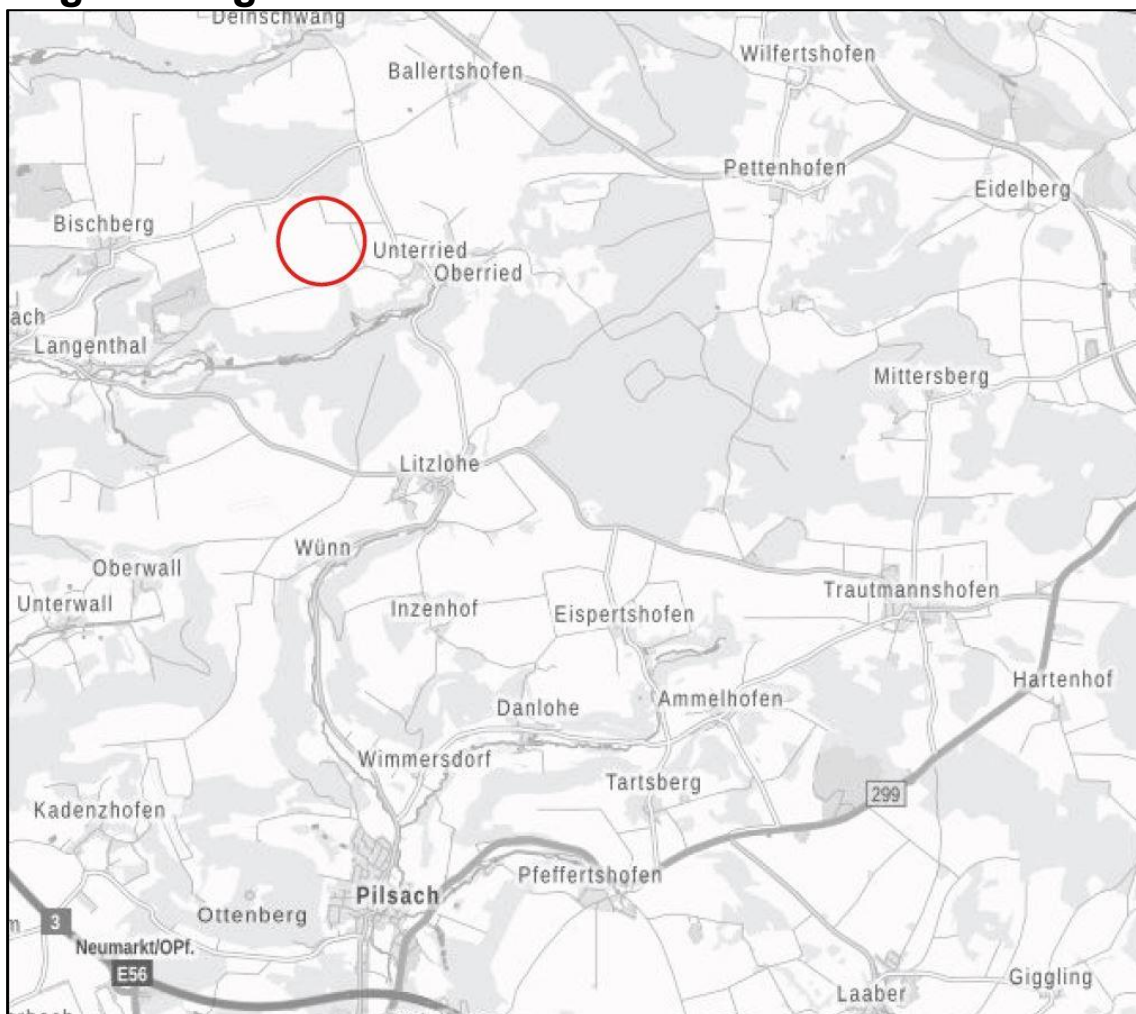 Deinschwang
Ballertshofen
Wilfertshofen
Pettenhofen
Eidelberg
Bischberg
Unterried
Oberried
ach
Langenthal
Mittersberg
Litzlohe
Wünn
Oberwall
Unterwall
Inzenhof
Eispertshofen
Trautmannshofen
Hartenhof
Ammelhofen
Danlohe
Wimmersdorf
Tartsberg
299
Kadenzhofen
Pfeffertshofen
Pilsach
Ottenberg
m
3
Neumarkt/OPf.
E56
Giggling
Laaber